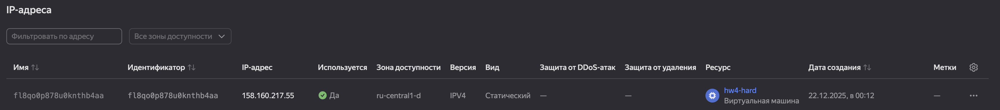 IP-адреса
Фильтровать по адресу Все зоны доступности
Имя Идентификатор IP-адрес Используется Зона доступности Версия Вид Защита от DDoS-атак Защита от удаления Ресурс Дата создания Метки
fl8qo0p878u0knthb4aa fl8qo0p878u0knthb4aa 158.160.217.55 Да ru-central1-d IPV4 Статический — — hw4-hard 22.12.2025, в 00:12 —
Виртуальная машина